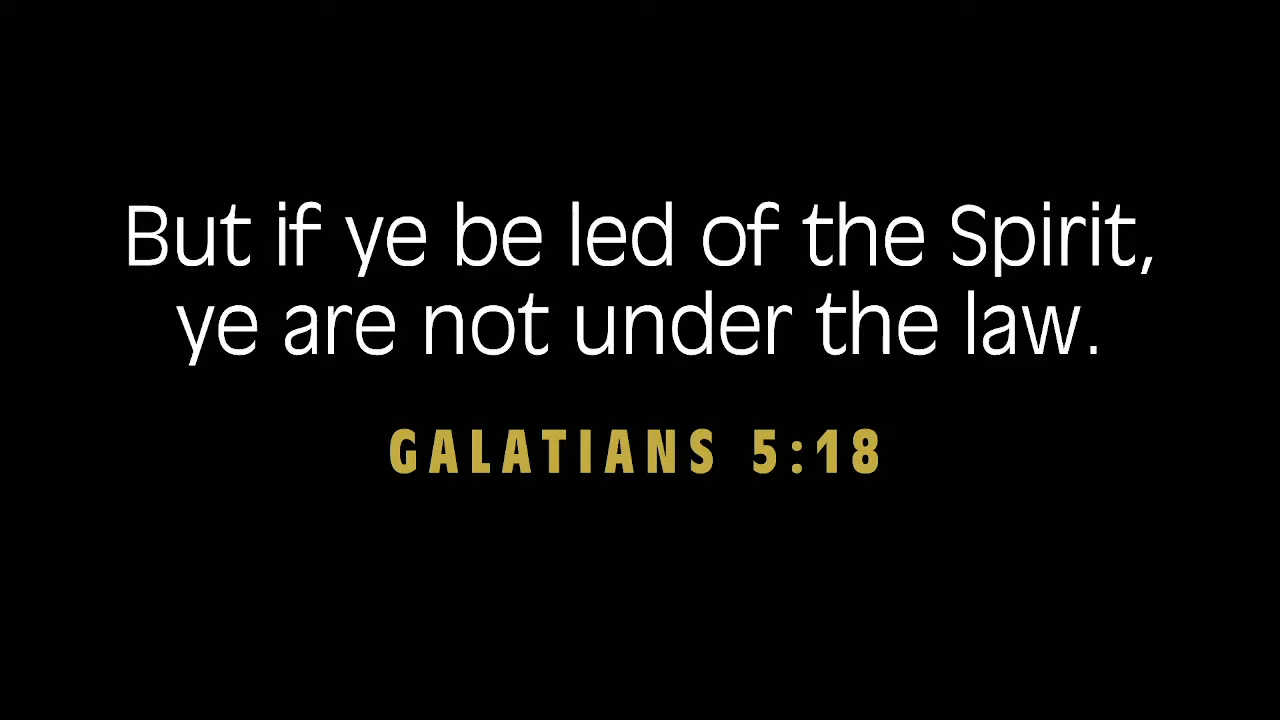 But if ye be led of the Spirit,
ye are not under the law.
GALATIANS 5:18